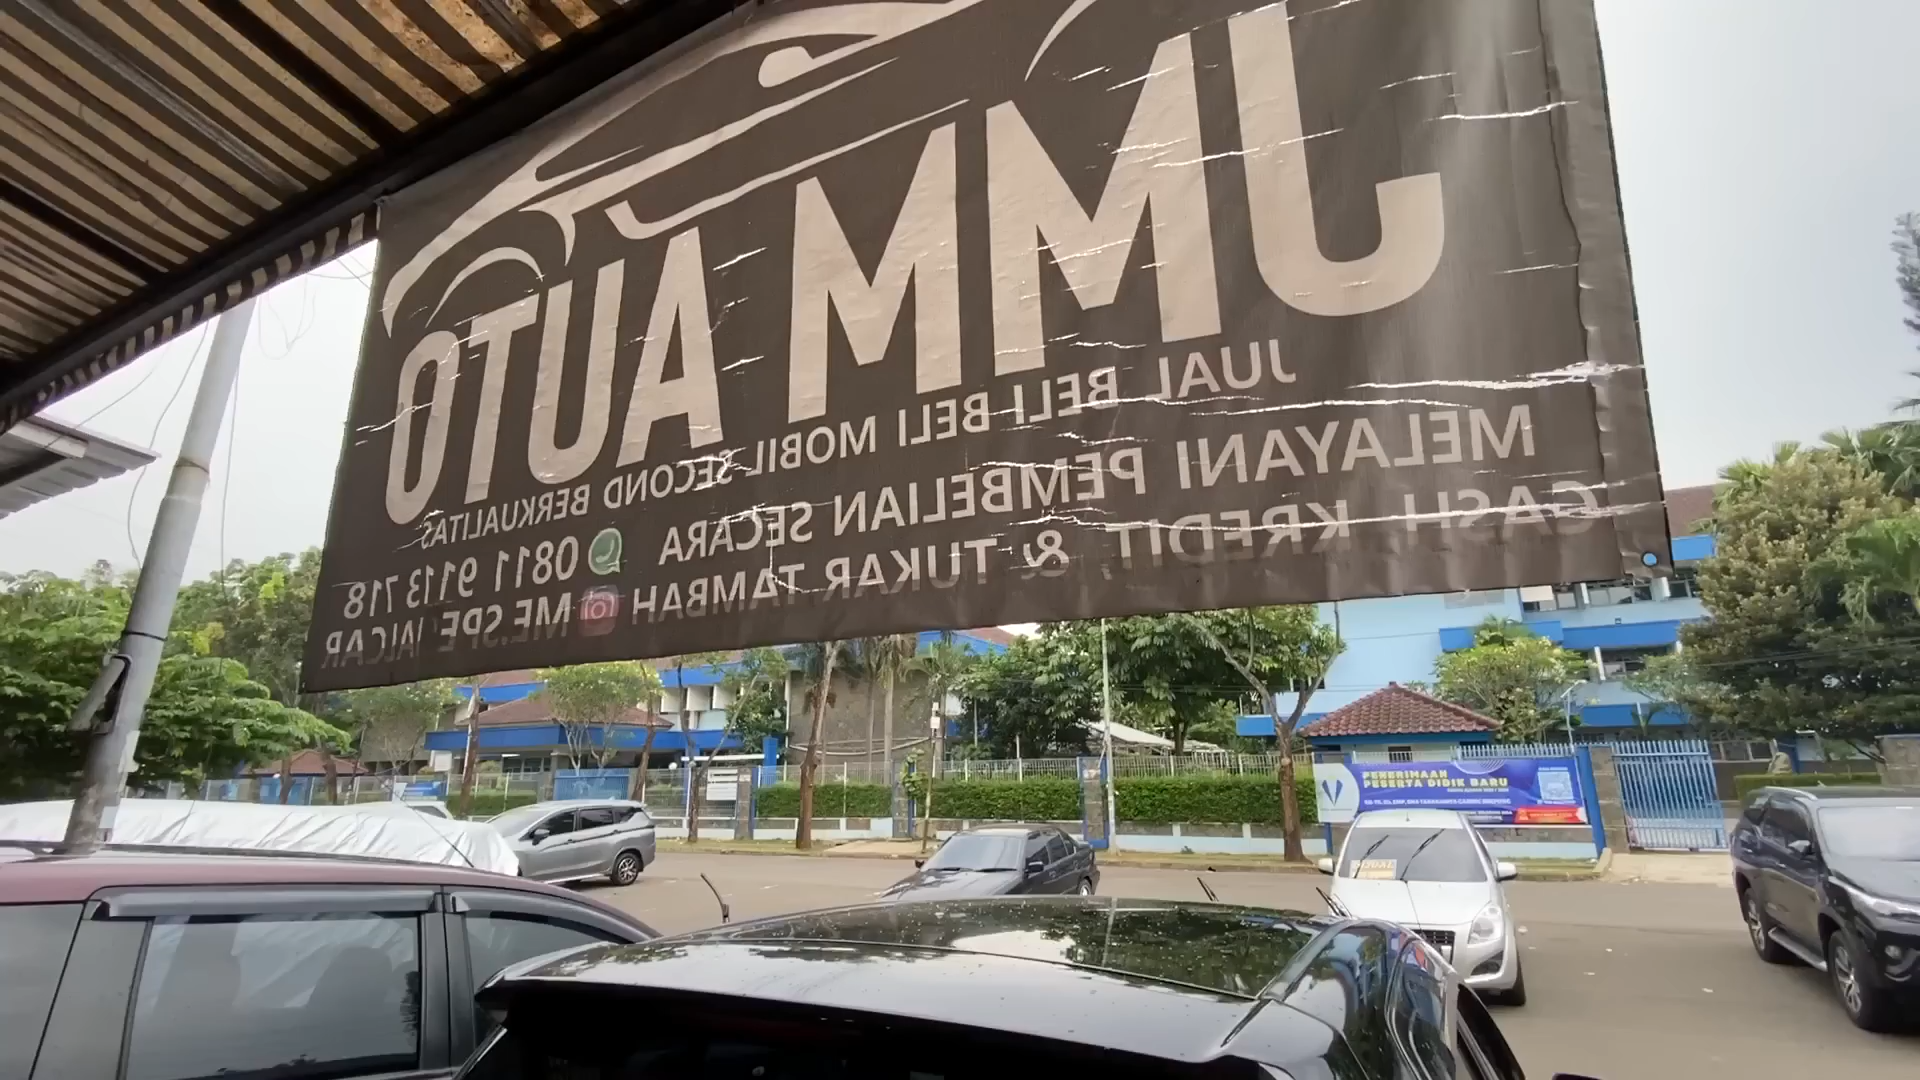 JMM AUTO
JUAL BELI BELI MOBIL SECOND BERKUALITAS
MELAYANI PEMBELIAN SECARA
CASH KREDIT, & TUKAR TAMBAH
0811 9113 718
PENERIMAAN
PESERTA DIDIK BARU